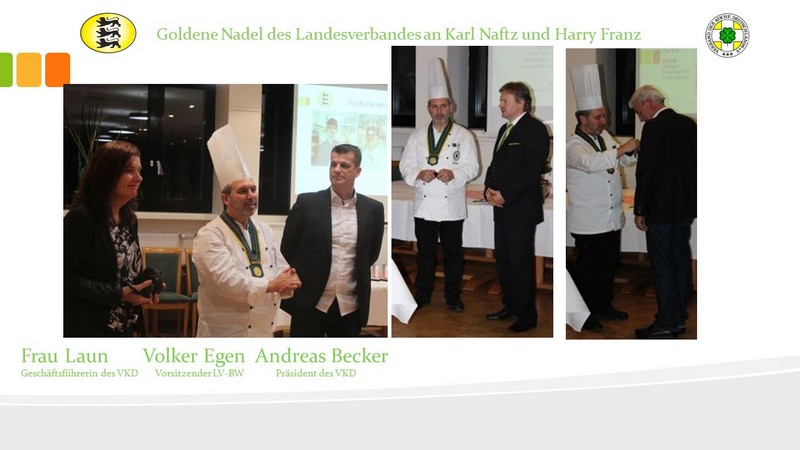 Goldene Nadel des Landesverbandes an Karl Naftz und Harry Franz
Frau Laun Volker Egen Andreas Becker
Geschäftsführerin des VKD Vorsitzender LV-BW Präsident des VKD